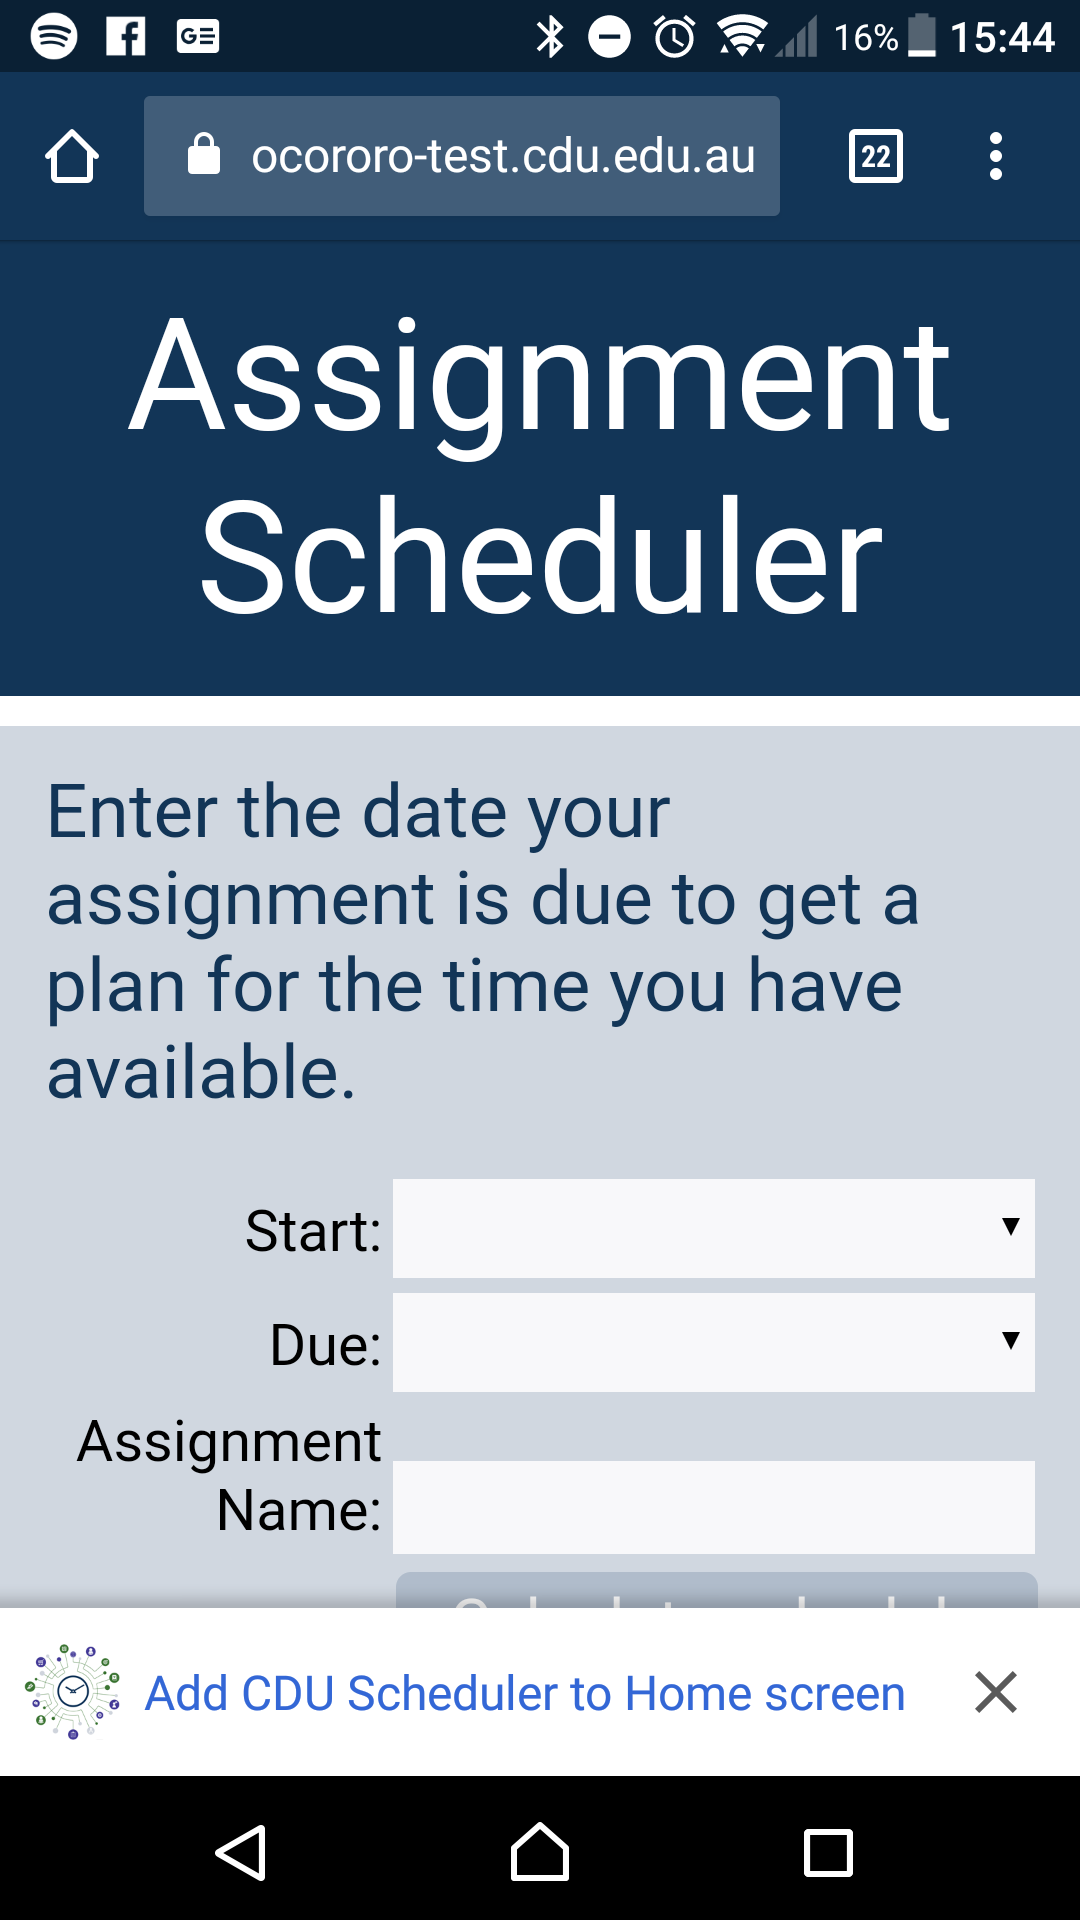 16% 15:44
ocororo-test.cdu.edu.au 22
Assignment
Scheduler
Enter the date your
assignment is due to get a
plan for the time you have
available.
Start:
Due:
Assignment
Name:
Add CDU Scheduler to Home screen